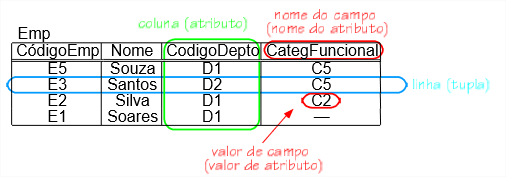 coluna (atributo)
nome do campo
(nome do atributo)
Emp
CódigoEmp Nome CodigoDepto CategFuncional
E5 Souza D1 C5
E3 Santos D2 C5
linha (tupla)
E2 Silva D1 C2
E1 Soares D1 —
valor de campo
(valor de atributo)